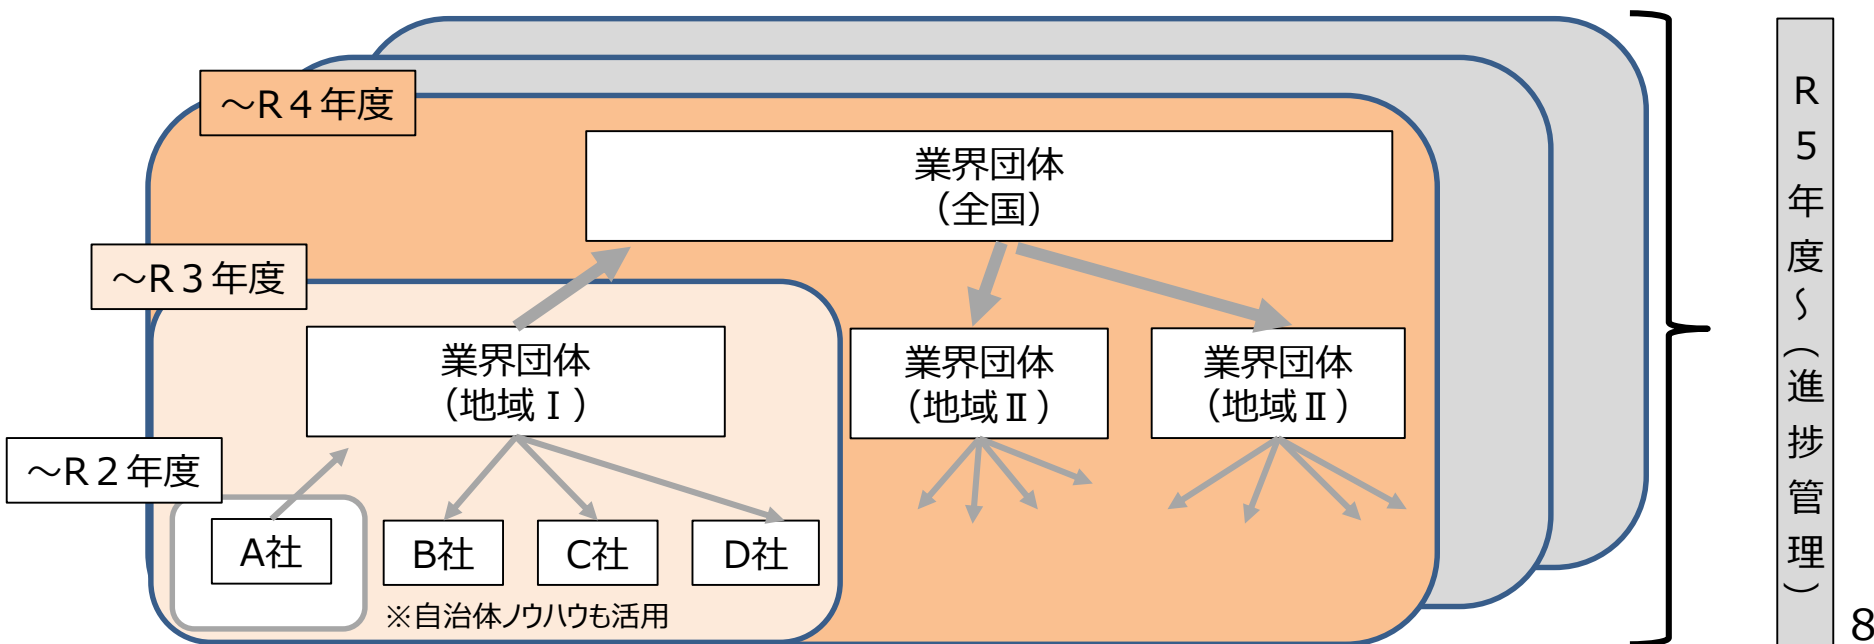 ～R４年度
業界団体
（全国）
～R３年度
業界団体
（地域Ⅰ）
業界団体
（地域Ⅱ）
業界団体
（地域Ⅱ）
～R２年度
A社
B社
C社
D社
※自治体ノウハウも活用
R５年度～（進捗管理）
8